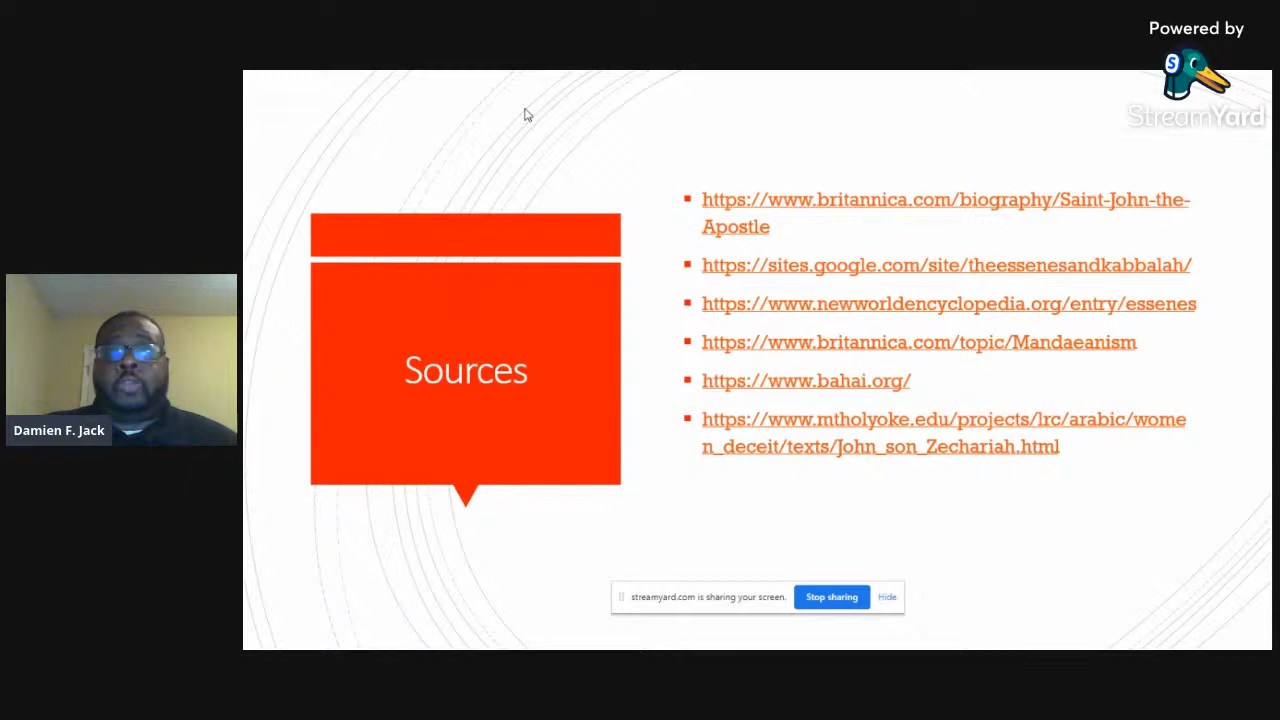 Powered by
StreamYard
https://www.britannica.com/biography/Saint-John-the-
Apostle
https://sites.google.com/site/theessenesandkabbalah/
https://www.newworldencyclopedia.org/entry/essenes
https://www.britannica.com/topic/Mandaeanism
https://www.bahai.org/
https://www.mtholyoke.edu/projects/lrc/arabic/wome
n_deceit/texts/John_son_Zechariah.html
Sources
Damien F. Jack
streamyard.com is sharing your screen. Stop sharing Hide